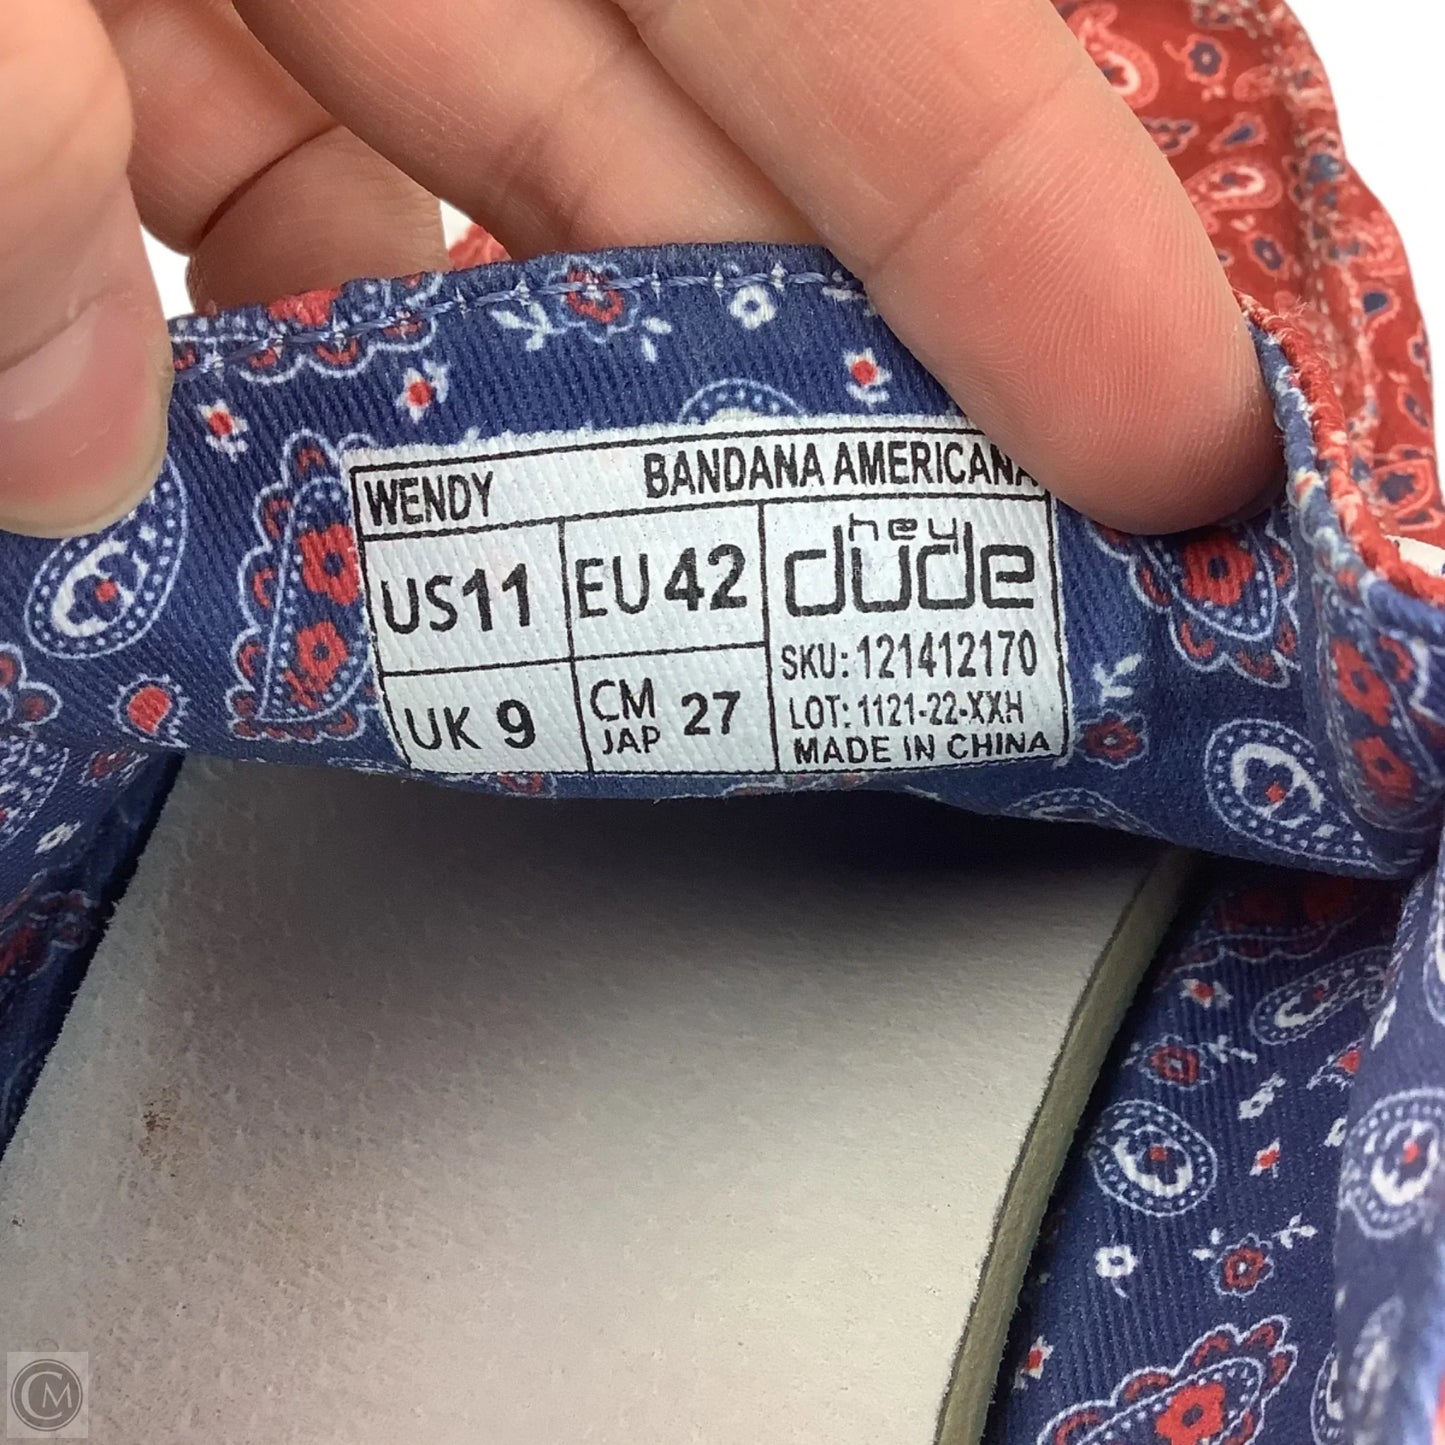 WENDY BANDANA AMERICANA
US11 EU 42 hey dude
SKU: 121412170
UK 9 CM JAP 27
LOT: 1121-22-XXH
MADE IN CHINA
CM